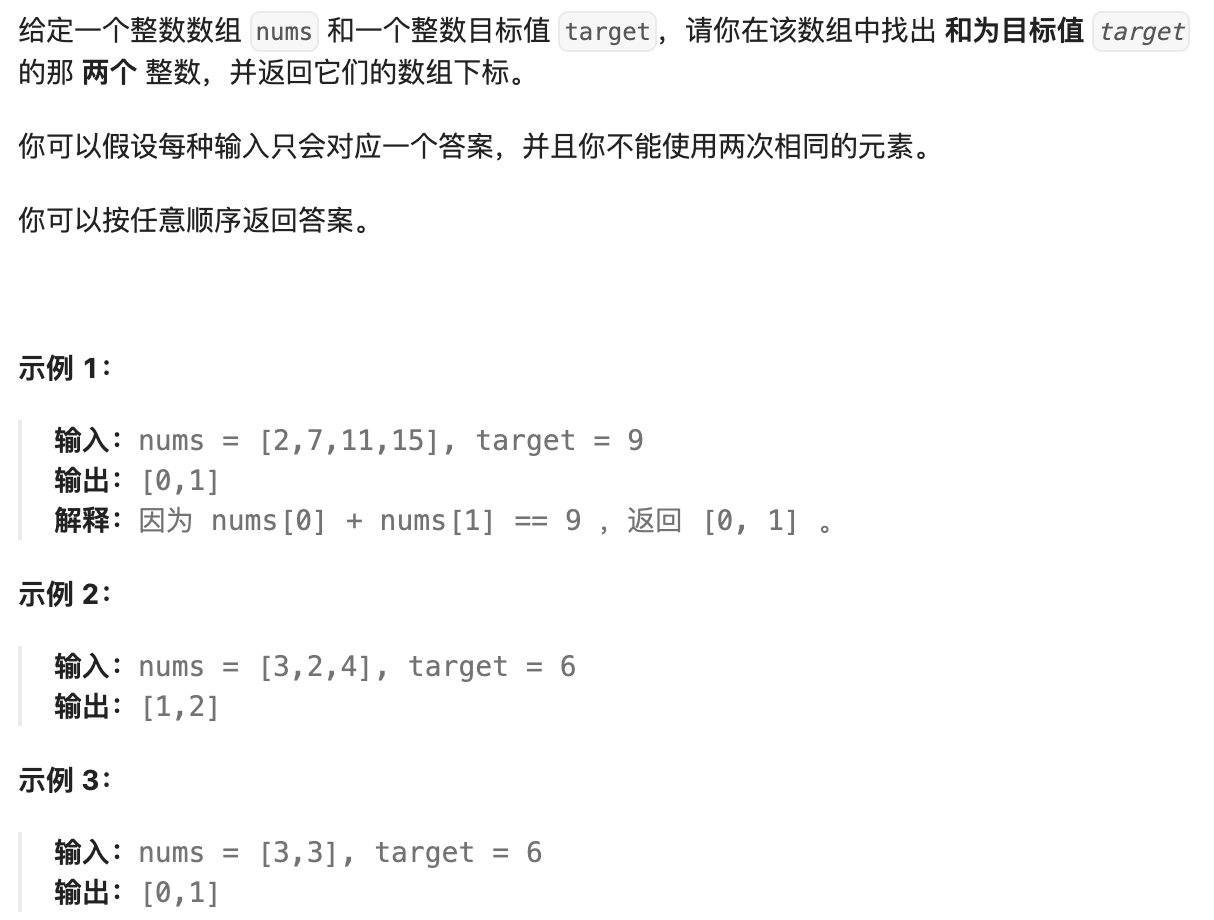 给定一个整数数组 nums 和一个整数目标值 target，请你在该数组中找出 和为目标值 target
的那 两个 整数，并返回它们的数组下标。
你可以假设每种输入只会对应一个答案，并且你不能使用两次相同的元素。
你可以按任意顺序返回答案。
示例 1：
输入：nums = [2,7,11,15], target = 9
输出：[0,1]
解释：因为 nums[0] + nums[1] == 9 ，返回 [0, 1] 。
示例 2：
输入：nums = [3,2,4], target = 6
输出：[1,2]
示例 3：
输入：nums = [3,3], target = 6
输出：[0,1]